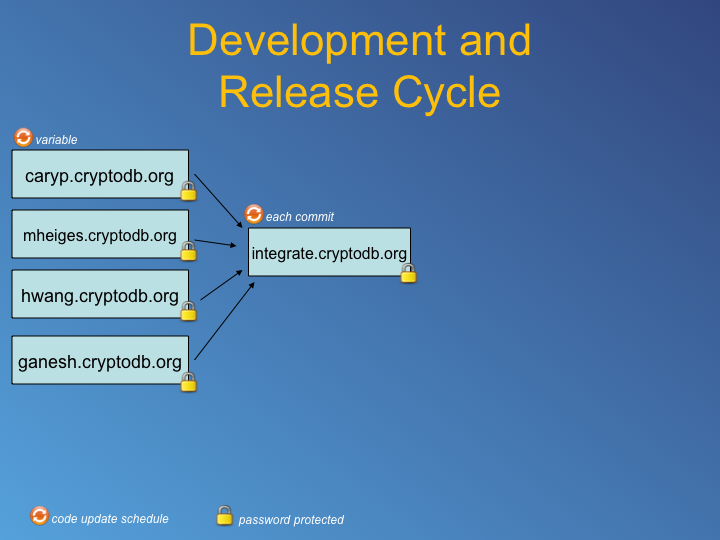 Development and
Release Cycle
variable
caryp.cryptodb.org
mheiges.cryptodb.org
hwang.cryptodb.org
ganesh.cryptodb.org
each commit
integrate.cryptodb.org
code update schedule
password protected